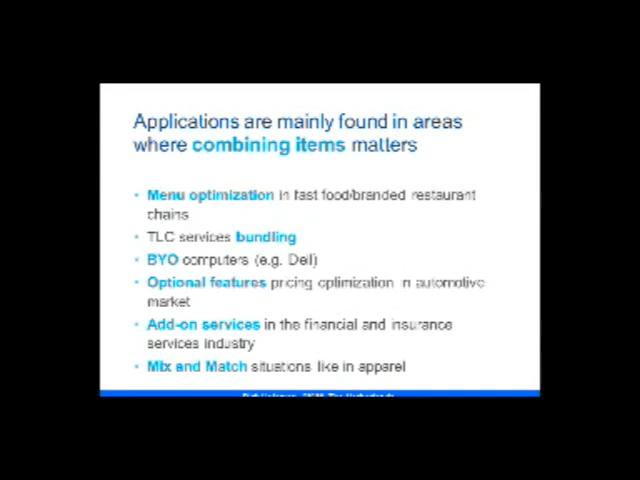 Applications are mainly found in areas
where combining items matters
• Menu optimization in fast food/branded restaurant
chains
• TLC services bundling
• BYO computers (e.g. Dell)
• Optional features pricing optimization in automotive
market
• Add-on services in the financial and insurance
services industry
• Mix and Match situations like in apparel
The Netherlands